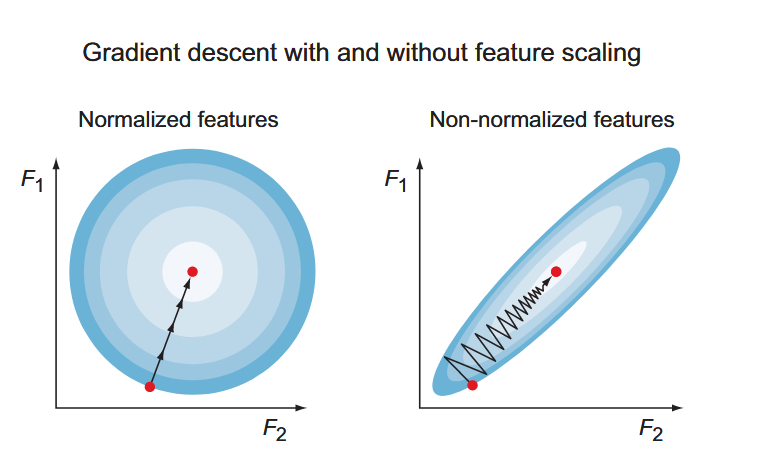 Gradient descent with and without feature scaling
Normalized features
Non-normalized features
F1
F1
F2
F2